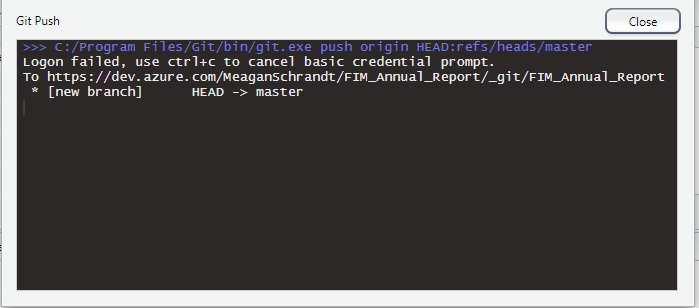 Git Push
Close
>>> C:/Program Files/Git/bin/git.exe push origin HEAD:refs/heads/master
Logon failed, use ctrl+c to cancel basic credential prompt.
To https://dev.azure.com/MeaganSchrandt/FIM_Annual_Report/_git/FIM_Annual_Report
 * [new branch]      HEAD -> master